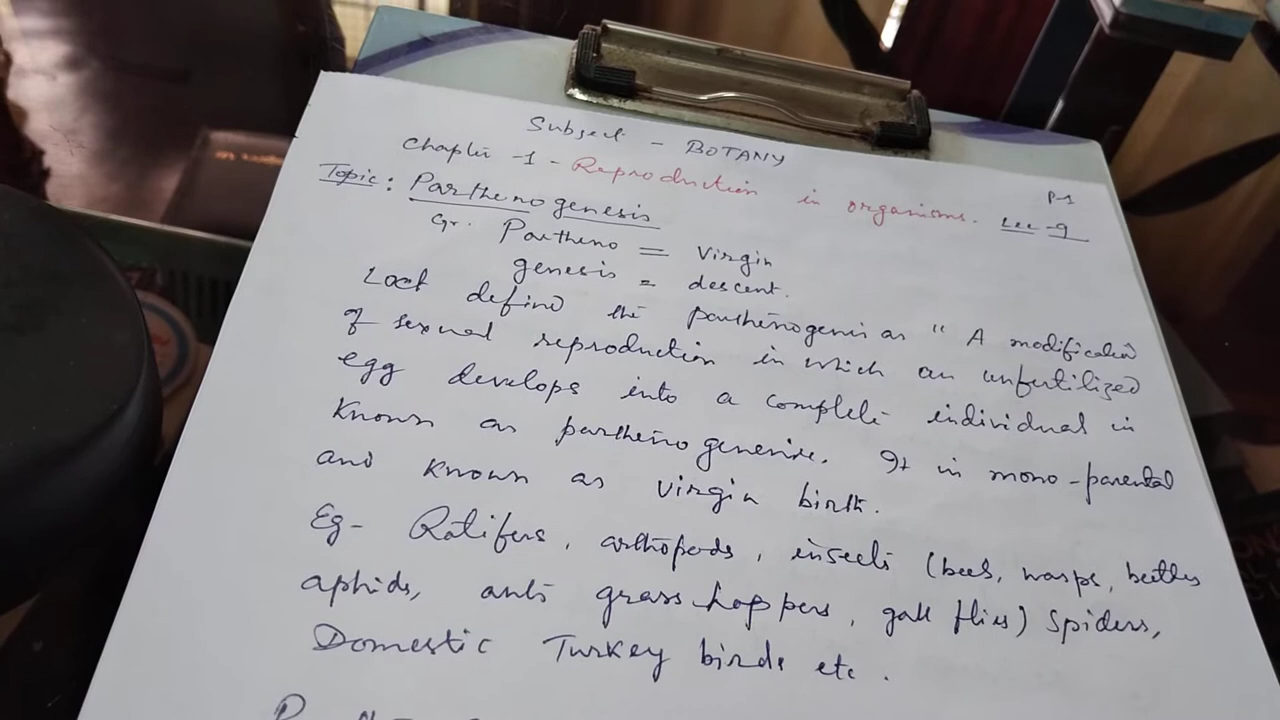 Subject - BOTANY
Chapter -1 - Reproduction in organisms. Lec-9
P-1
Topic: Parthenogenesis
Gr. Partheno = Virgin
genesis = descent.
define the parthenogenesis as " A modification
of sexual reproduction in which an unfertilized
egg develops into a complete individual is
Known as parthenogenesis. It is mono-parental
and known as virgin birth.
Eg- Rotifers, arthopods, insects (bees, wasps, beetles
aphids, ants grass hoppers, gall flies) Spiders,
Domestic Turkey birds etc.